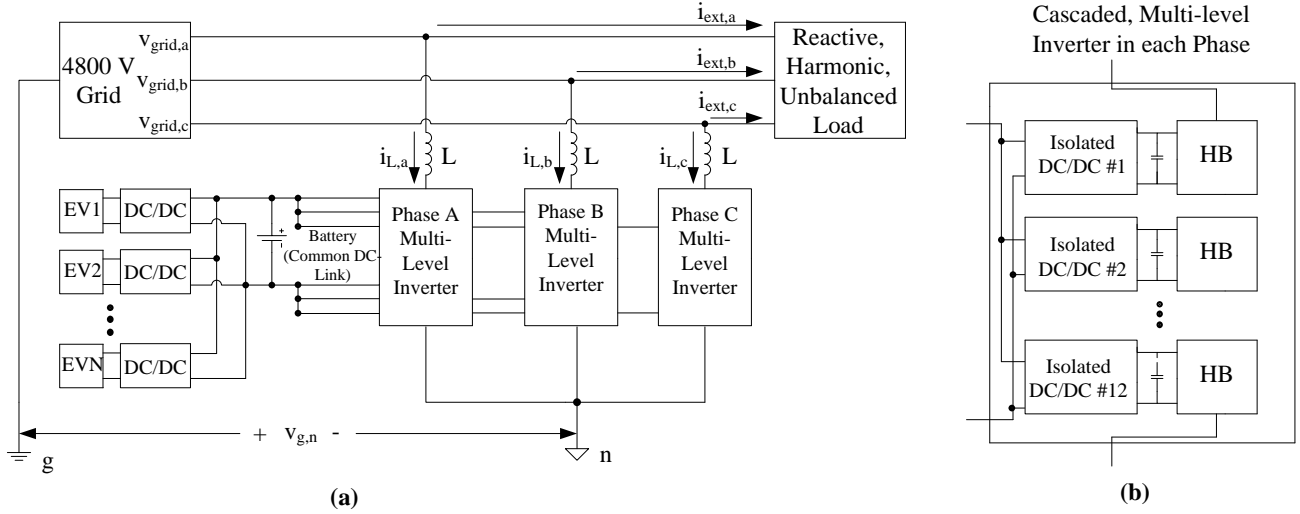 i_ext,a
v_grid,a
4800 V
Grid
v_grid,b
v_grid,c
i_ext,b
i_ext,c
Reactive,
Harmonic,
Unbalanced
Load
i_L,a
L
i_L,b
L
i_L,c
L
EV1
DC/DC
EV2
DC/DC
EVN
DC/DC
+
-
Battery
(Common DC-
Link)
Phase A
Multi-
Level
Inverter
Phase B
Multi-
Level
Inverter
Phase C
Multi-
Level
Inverter
+ v_g,n -
g
n
(a)
Cascaded, Multi-level
Inverter in each Phase
Isolated
DC/DC #1
HB
Isolated
DC/DC #2
HB
Isolated
DC/DC #12
HB
(b)